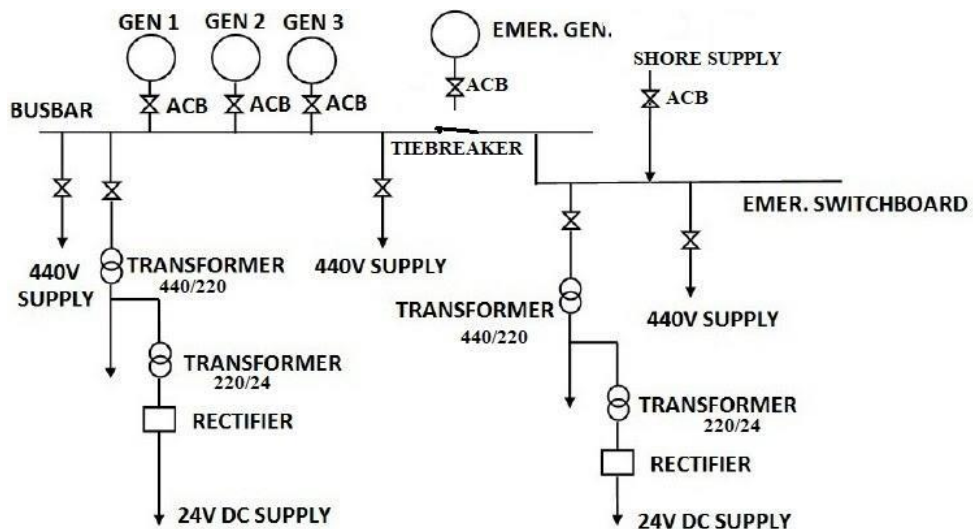 GEN 1
GEN 2
GEN 3
EMER. GEN.
SHORE SUPPLY
ACB
ACB
ACB
ACB
ACB
BUSBAR
TIEBREAKER
EMER. SWITCHBOARD
440V
SUPPLY
TRANSFORMER
440/220
440V SUPPLY
TRANSFORMER
440/220
440V SUPPLY
TRANSFORMER
220/24
RECTIFIER
TRANSFORMER
220/24
RECTIFIER
24V DC SUPPLY
24V DC SUPPLY